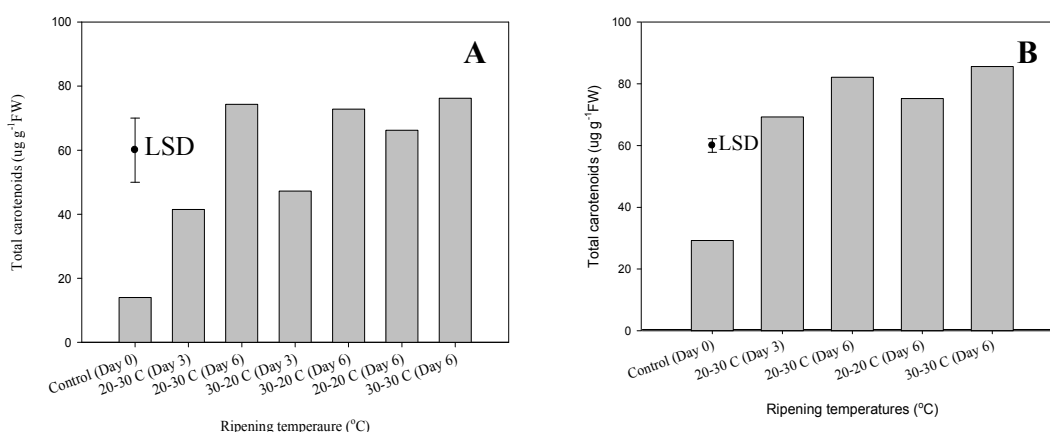 A
Total carotenoids (ug g⁻¹FW)
100
80
60
40
20
0
LSD
Control (Day 0)
20-30 C (Day 3)
20-30 C (Day 6)
30-20 C (Day 3)
30-20 C (Day 6)
20-20 C (Day 6)
30-30 C (Day 6)
Ripening temperaure (°C)
B
Total carotenoids (ug g⁻¹FW)
100
80
60
40
20
0
LSD
Control (Day 0)
20-30 C (Day 3)
20-30 C (Day 6)
20-20 C (Day 6)
30-30 C (Day 6)
Ripening temperatures (°C)